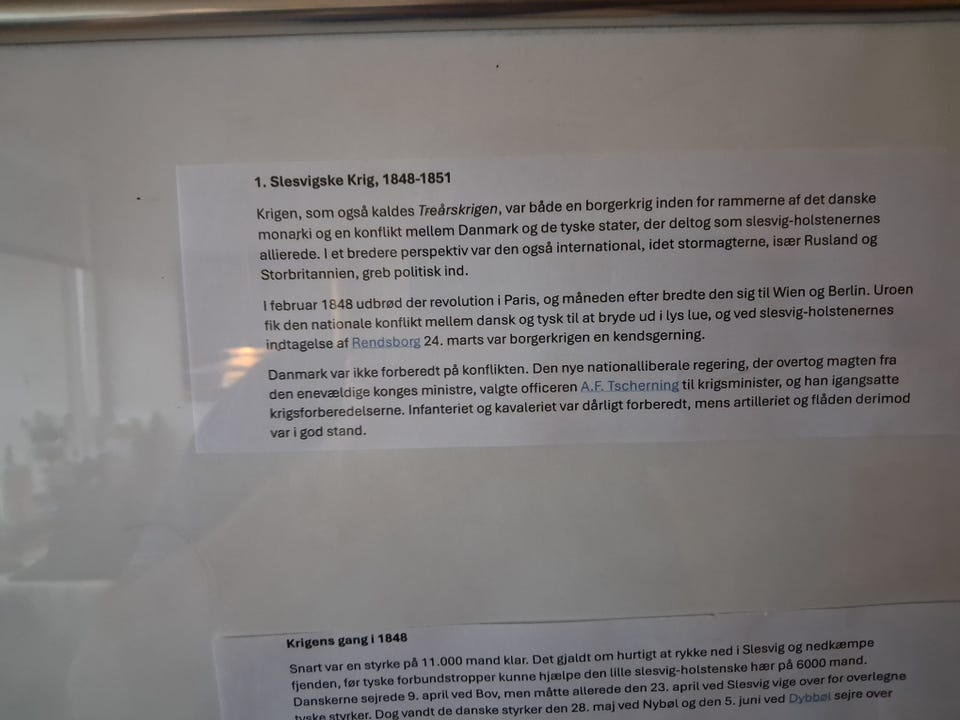 1. Slesvigske Krig, 1848-1851
Krigen, som også kaldes Treårskrigen, var både en borgerkrig inden for rammerne af det danske
monarki og en konflikt mellem Danmark og de tyske stater, der deltog som slesvig-holstenernes
allierede. I et bredere perspektiv var den også international, idet stormagterne, især Rusland og
Storbritannien, greb politisk ind.
I februar 1848 udbrød der revolution i Paris, og måneden efter bredte den sig til Wien og Berlin. Uroen
fik den nationale konflikt mellem dansk og tysk til at bryde ud i lys lue, og ved slesvig-holstenernes
indtagelse af Rendsborg 24. marts var borgerkrigen en kendsgerning.
Danmark var ikke forberedt på konflikten. Den nye nationalliberale regering, der overtog magten fra
den enevældige konges ministre, valgte officeren A.F. Tscherning til krigsminister, og han igangsatte
krigsforberedelserne. Infanteriet og kavaleriet var dårligt forberedt, mens artilleriet og flåden derimod
var i god stand.
Krigens gang i 1848
Snart var en styrke på 11.000 mand klar. Det gjaldt om hurtigt at rykke ned i Slesvig og nedkæmpe
fjenden, før tyske forbundstropper kunne hjælpe den lille slesvig-holstenske hær på 6000 mand.
Danskerne sejrede 9. april ved Bov, men måtte allerede den 23. april ved Slesvig vige over for overlegne
tyske styrker. Dog vandt de danske styrker den 28. maj ved Nybøl og den 5. juni ved Dybbøl sejre over